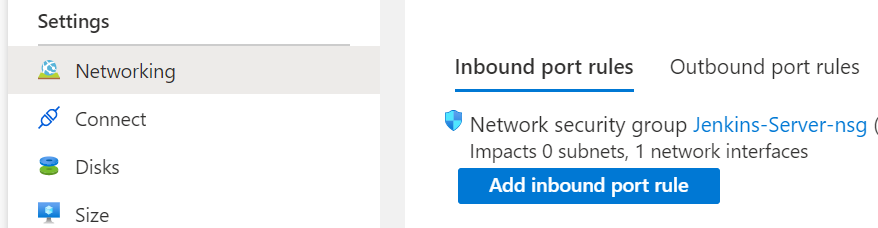 Settings
Networking
Connect
Disks
Size
Inbound port rules Outbound port rules
Network security group Jenkins-Server-nsg (
Impacts 0 subnets, 1 network interfaces
Add inbound port rule